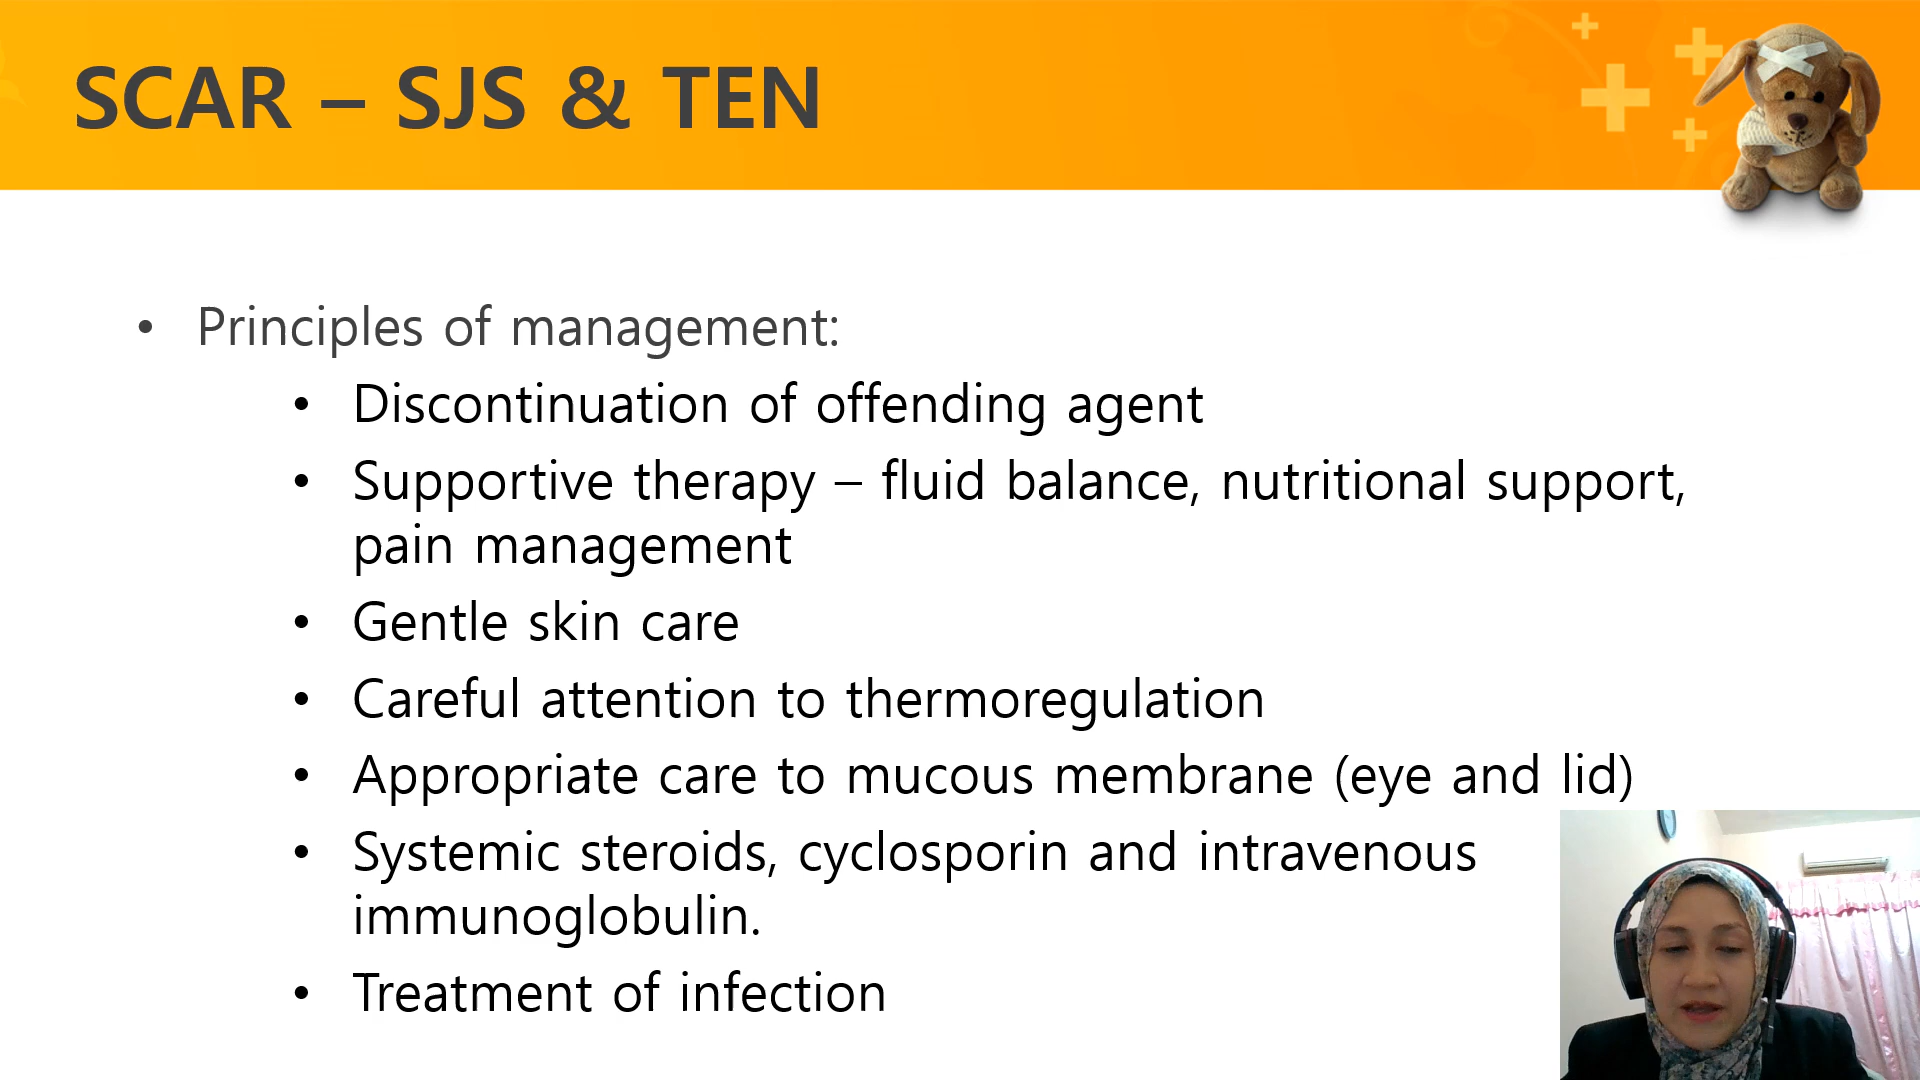 SCAR – SJS & TEN
• Principles of management:
• Discontinuation of offending agent
• Supportive therapy – fluid balance, nutritional support,
pain management
• Gentle skin care
• Careful attention to thermoregulation
• Appropriate care to mucous membrane (eye and lid)
• Systemic steroids, cyclosporin and intravenous
immunoglobulin.
• Treatment of infection